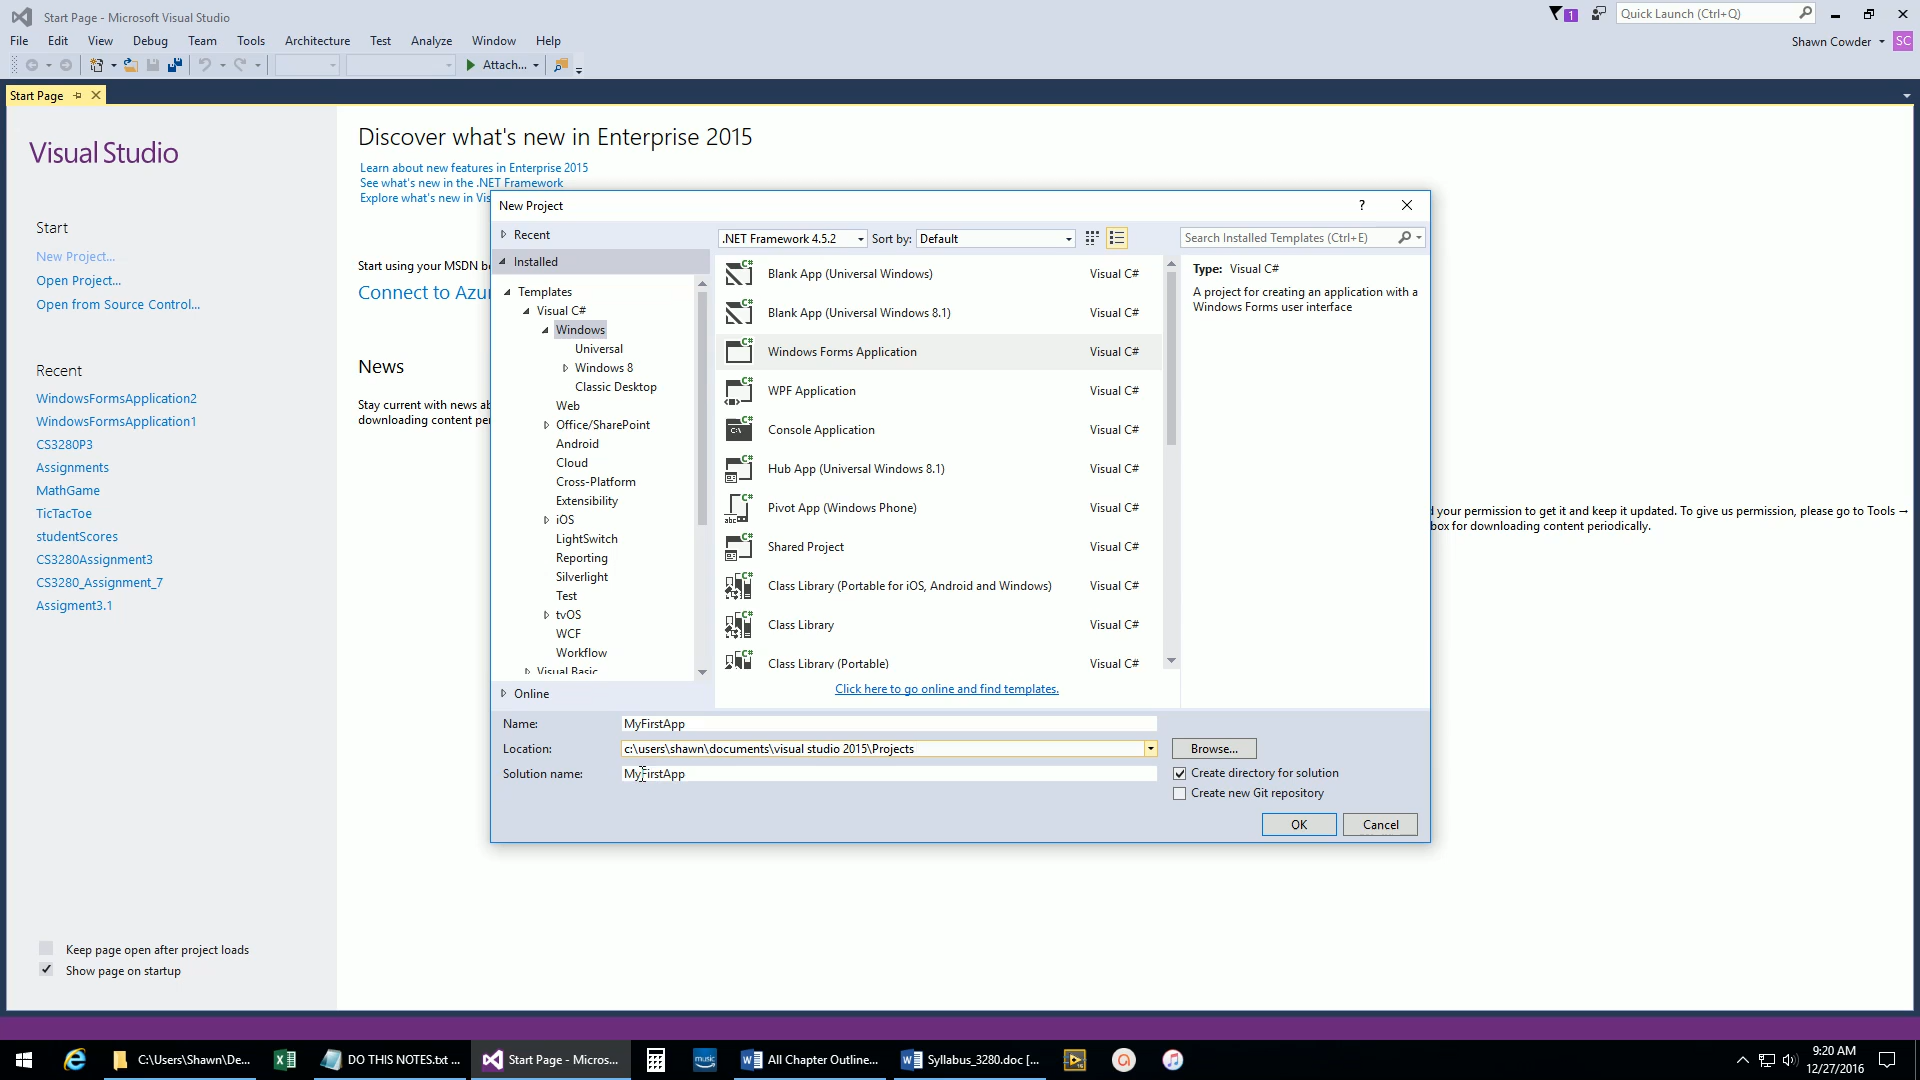 Start Page - Microsoft Visual Studio
1
Quick Launch (Ctrl+Q)
File Edit View Debug Team Tools Architecture Test Analyze Window Help
Shawn Cowder
SC
Attach...
Start Page
Visual Studio
Start
New Project...
Open Project...
Open from Source Control...
Recent
WindowsFormsApplication2
WindowsFormsApplication1
CS3280P3
Assignments
MathGame
TicTacToe
studentScores
CS3280Assignment3
CS3280_Assignment_7
Assigment3.1
Keep page open after project loads
Show page on startup
Discover what's new in Enterprise 2015
Learn about new features in Enterprise 2015
See what's new in the .NET Framework
Explore what's new in Vis
Start using your MSDN be
Connect to Azu
News
Stay current with news ab
downloading content per
d your permission to get it and keep it updated. To give us permission, please go to Tools →
box for downloading content periodically.
New Project
?
Recent
Installed
Templates
Visual C#
Windows
Universal
Windows 8
Classic Desktop
Web
Office/SharePoint
Android
Cloud
Cross-Platform
Extensibility
iOS
LightSwitch
Reporting
Silverlight
Test
tvOS
WCF
Workflow
Visual Basic
Online
.NET Framework 4.5.2
Sort by: Default
Search Installed Templates (Ctrl+E)
Blank App (Universal Windows) Visual C#
Blank App (Universal Windows 8.1) Visual C#
Windows Forms Application Visual C#
WPF Application Visual C#
Console Application Visual C#
Hub App (Universal Windows 8.1) Visual C#
Pivot App (Windows Phone) Visual C#
Shared Project Visual C#
Class Library (Portable for iOS, Android and Windows) Visual C#
Class Library Visual C#
Class Library (Portable) Visual C#
Click here to go online and find templates.
Type: Visual C#
A project for creating an application with a
Windows Forms user interface
Name: MyFirstApp
Location: c:\users\shawn\documents\visual studio 2015\Projects
Browse...
Solution name: MyFirstApp
Create directory for solution
Create new Git repository
OK
Cancel
C:\Users\Shawn\De...
DO THIS NOTES.txt ...
Start Page - Micros...
music
All Chapter Outline...
Syllabus_3280.doc [...
9:20 AM
12/27/2016